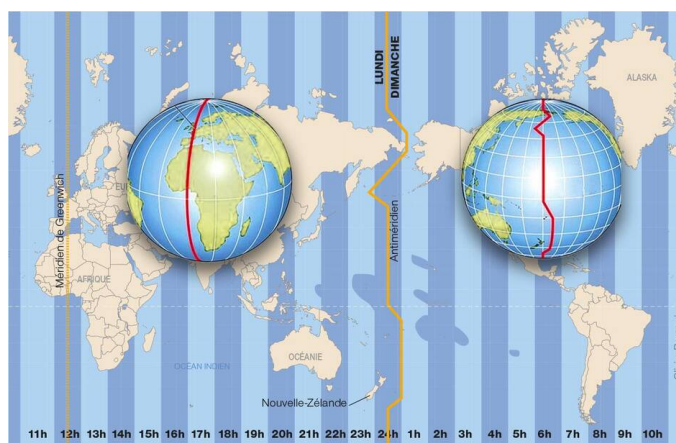 LUNDI
DIMANCHE
ALASKA
EU
Méridien de Greenwich
Antiméridien
AFRIQUE
OCÉAN INDIEN
OCÉANIE
Nouvelle-Zélande
11h 12h 13h 14h 15h 16h 17h 18h 19h 20h 21h 22h 23h 24h 1h 2h 3h 4h 5h 6h 7h 8h 9h 10h